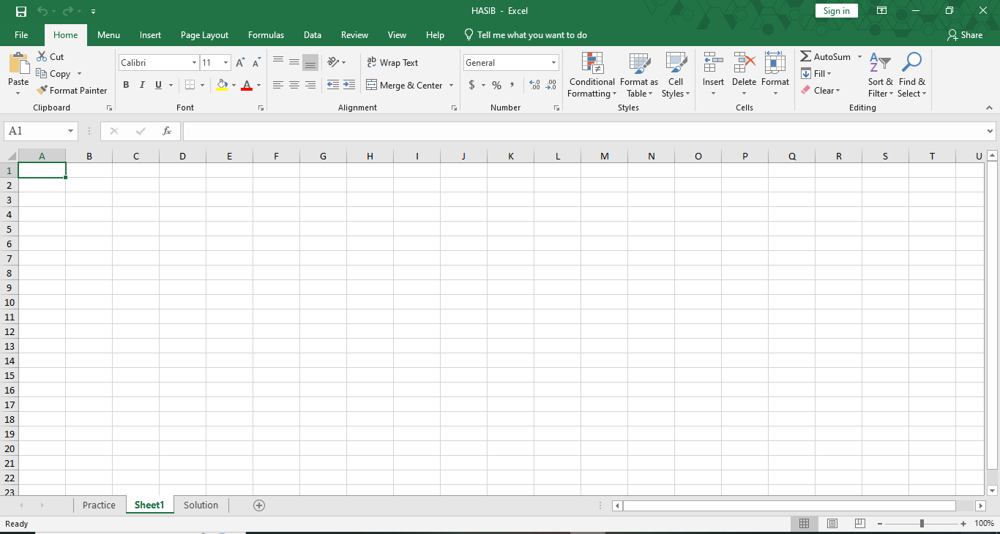 HASIB - Excel
Sign in
File Home Menu Insert Page Layout Formulas Data Review View Help Tell me what you want to do Share
Paste
Cut
Copy
Format Painter
Clipboard
Calibri 11 A A
B I U A
Font
ab
c
Wrap Text
Merge & Center
Alignment
General
$ % ,
.00 .0
Number
Conditional Formatting
Format as Table
Cell Styles
Styles
Insert
Delete
Format
Cells
AutoSum
Fill
Clear
Sort & Filter
Find & Select
Editing
A1 fx
A B C D E F G H I J K L M N O P Q R S T U
1
2
3
4
5
6
7
8
9
10
11
12
13
14
15
16
17
18
19
20
21
22
23
Practice Sheet1 Solution
Ready
100%